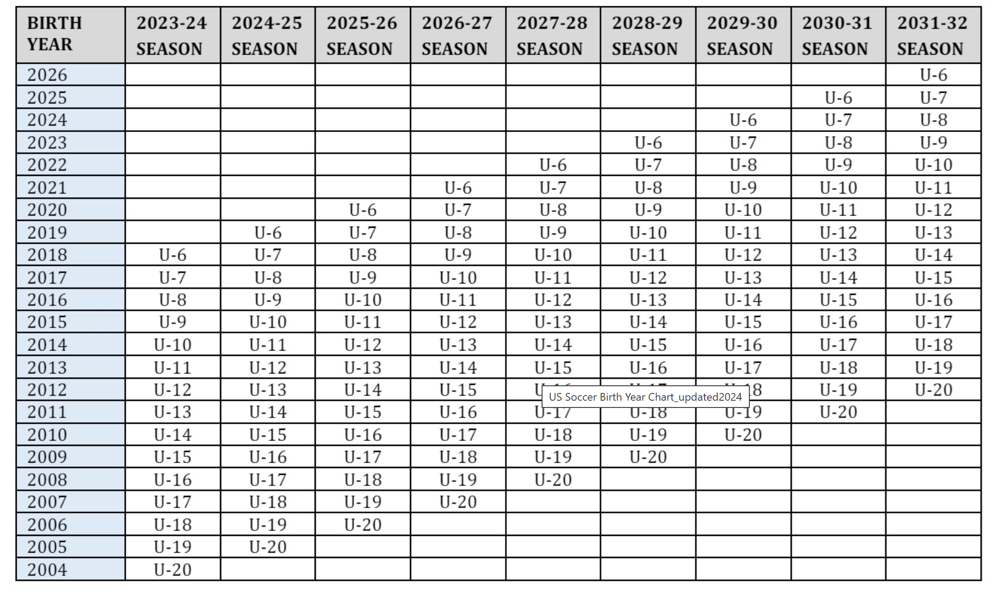 BIRTH YEAR 2023-24 SEASON 2024-25 SEASON 2025-26 SEASON 2026-27 SEASON 2027-28 SEASON 2028-29 SEASON 2029-30 SEASON 2030-31 SEASON 2031-32 SEASON
2026 U-6
2025 U-6 U-7
2024 U-6 U-7 U-8
2023 U-6 U-7 U-8 U-9
2022 U-6 U-7 U-8 U-9 U-10
2021 U-6 U-7 U-8 U-9 U-10 U-11
2020 U-6 U-7 U-8 U-9 U-10 U-11 U-12
2019 U-6 U-7 U-8 U-9 U-10 U-11 U-12 U-13
2018 U-6 U-7 U-8 U-9 U-10 U-11 U-12 U-13 U-14
2017 U-7 U-8 U-9 U-10 U-11 U-12 U-13 U-14 U-15
2016 U-8 U-9 U-10 U-11 U-12 U-13 U-14 U-15 U-16
2015 U-9 U-10 U-11 U-12 U-13 U-14 U-15 U-16 U-17
2014 U-10 U-11 U-12 U-13 U-14 U-15 U-16 U-17 U-18
2013 U-11 U-12 U-13 U-14 U-15 U-16 U-17 U-18 U-19
2012 U-12 U-13 U-14 U-15 U-19 U-20
US Soccer Birth Year Chart_updated2024
2011 U-13 U-14 U-15 U-16 U-17 U-18 U-19 U-20
2010 U-14 U-15 U-16 U-17 U-18 U-19 U-20
2009 U-15 U-16 U-17 U-18 U-19 U-20
2008 U-16 U-17 U-18 U-19 U-20
2007 U-17 U-18 U-19 U-20
2006 U-18 U-19 U-20
2005 U-19 U-20
2004 U-20